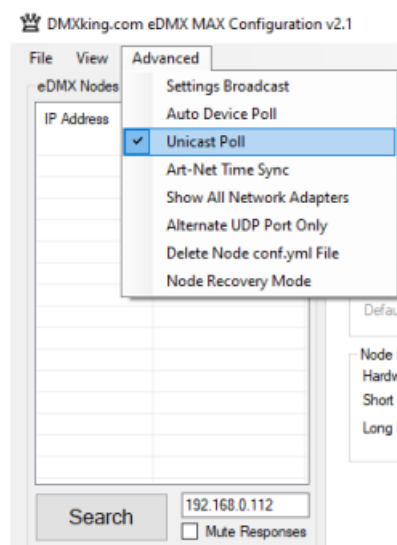 DMXking.com eDMX MAX Configuration v2.1
File View Advanced
eDMX Nodes
IP Address
Settings Broadcast
Auto Device Poll
Unicast Poll
Art-Net Time Sync
Show All Network Adapters
Alternate UDP Port Only
Delete Node conf.yml File
Node Recovery Mode
Node
Short
Long
Search
192.168.0.112
Mute Responses